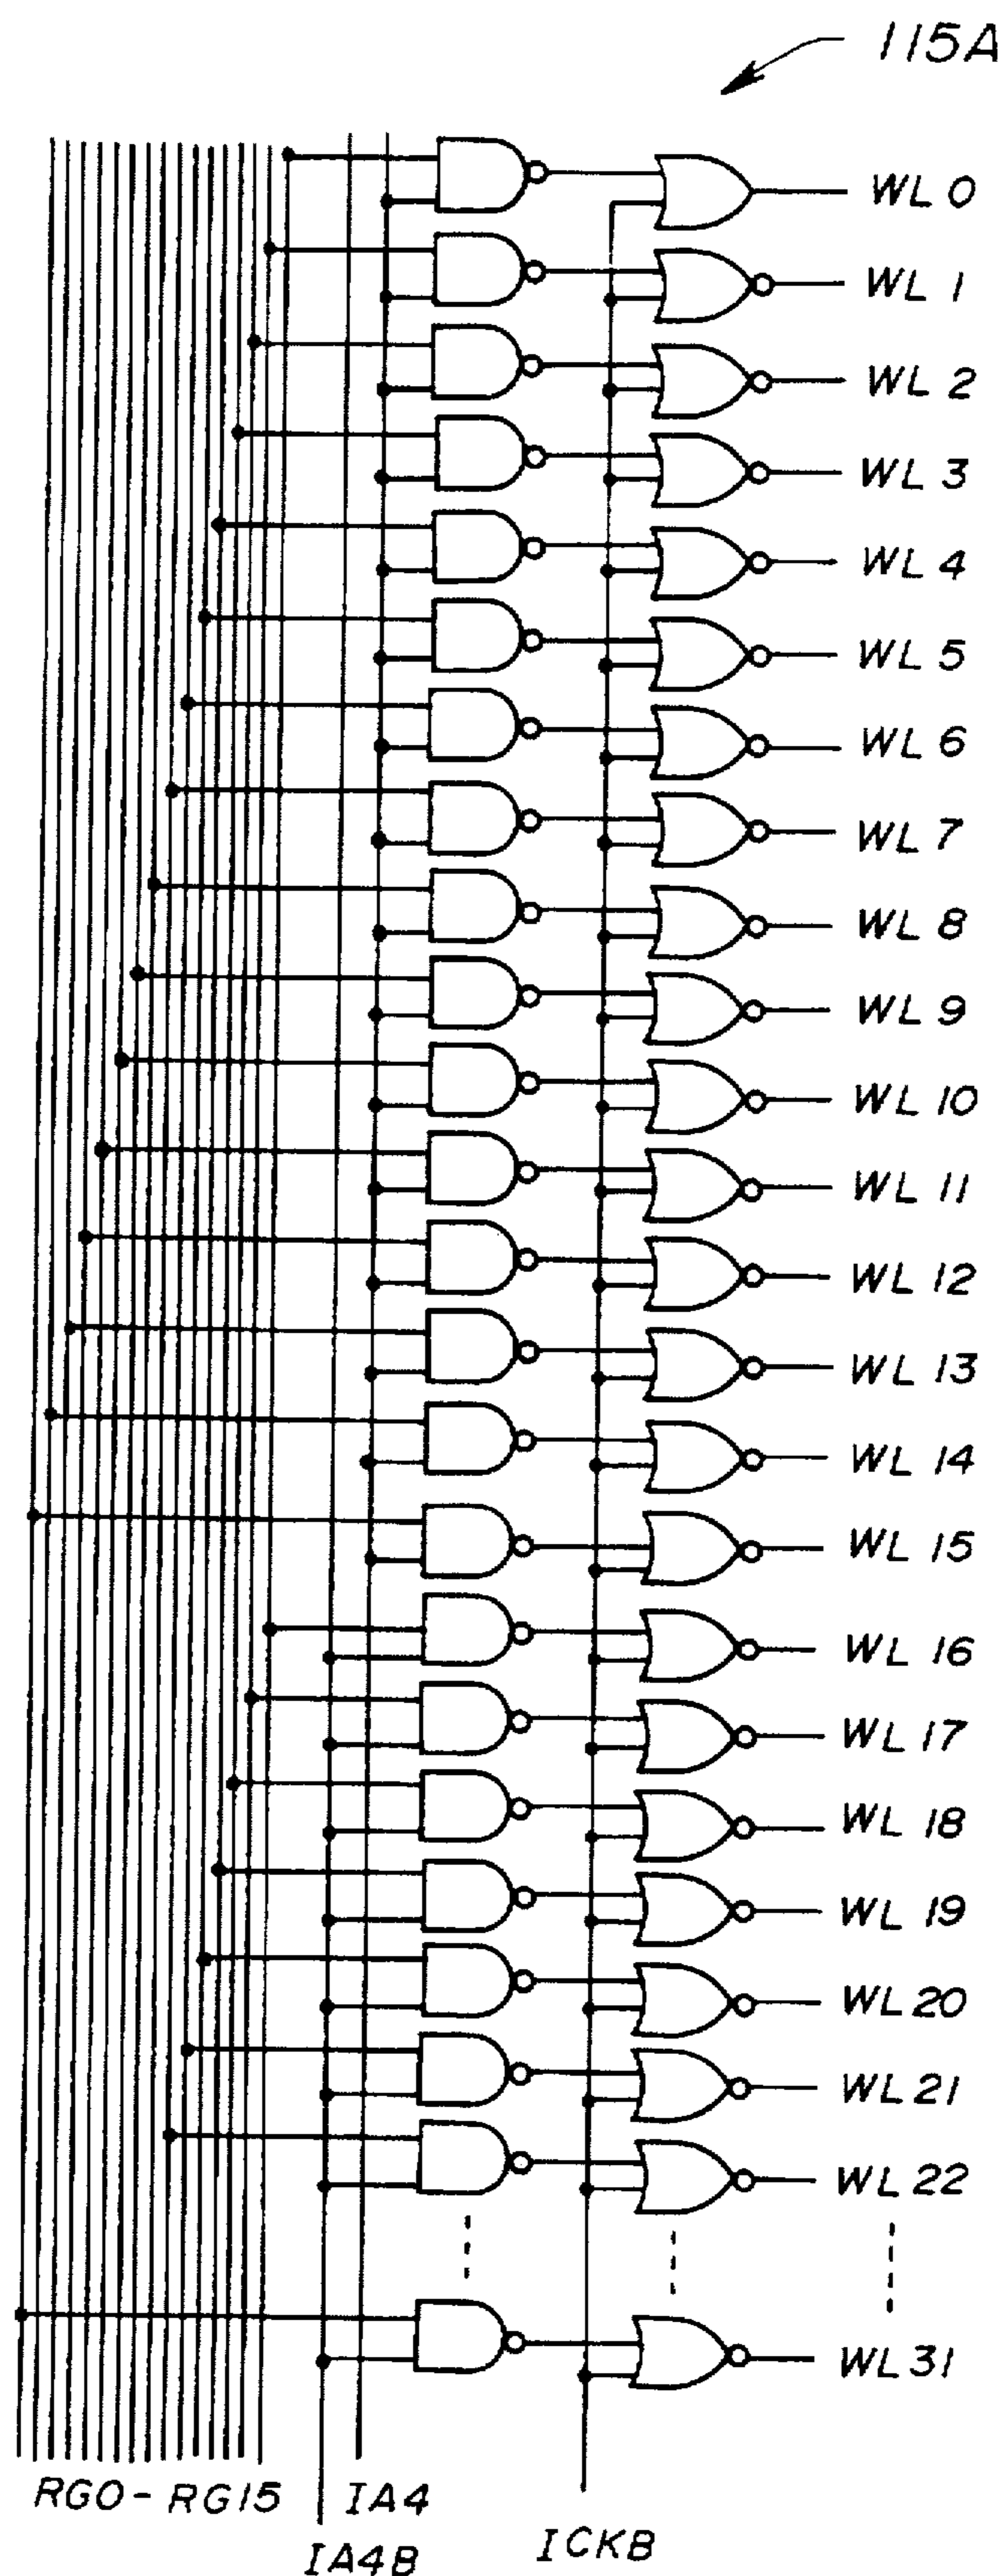 115A
WL 0
WL 1
WL 2
WL 3
WL 4
WL 5
WL 6
WL 7
WL 8
WL 9
WL 10
WL 11
WL 12
WL 13
WL 14
WL 15
WL 16
WL 17
WL 18
WL 19
WL 20
WL 21
WL 22
WL 31
RG0-RG15 IA4
IA4B ICKB